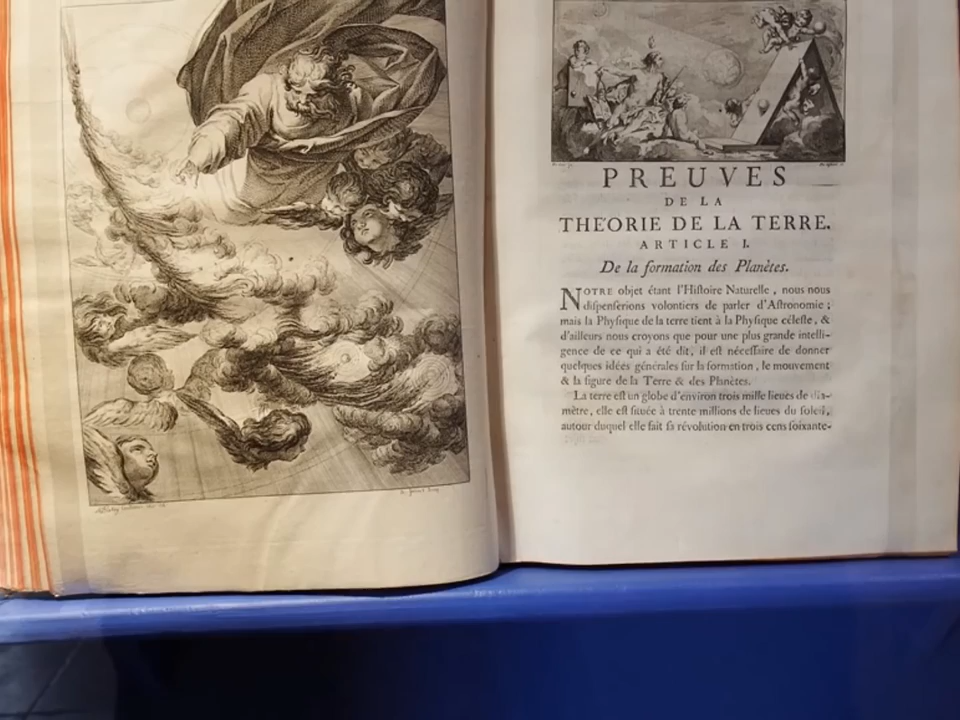 PREUVES
DE LA
THÉORIE DE LA TERRE.
ARTICLE I.
De la formation des Planètes.
NOTRE objet étant l'Hiſtoire Naturelle, nous nous
diſpenſerions volontiers de parler d'Aſtronomie ;
mais la Phyſique de la terre tient à la Phyſique céleſte, &
d'ailleurs nous croyons que pour une plus grande intelli-
gence de ce qui a été dit, il eſt néceſſaire de donner
quelques idées générales ſur la formation, le mouvement
& la figure de la Terre & des Planètes.
La terre eſt un globe d'environ trois mille lieues de dia-
mètre, elle eſt ſituée à trente millions de lieues du ſoleil,
autour duquel elle fait ſa révolution en trois cens ſoixante-